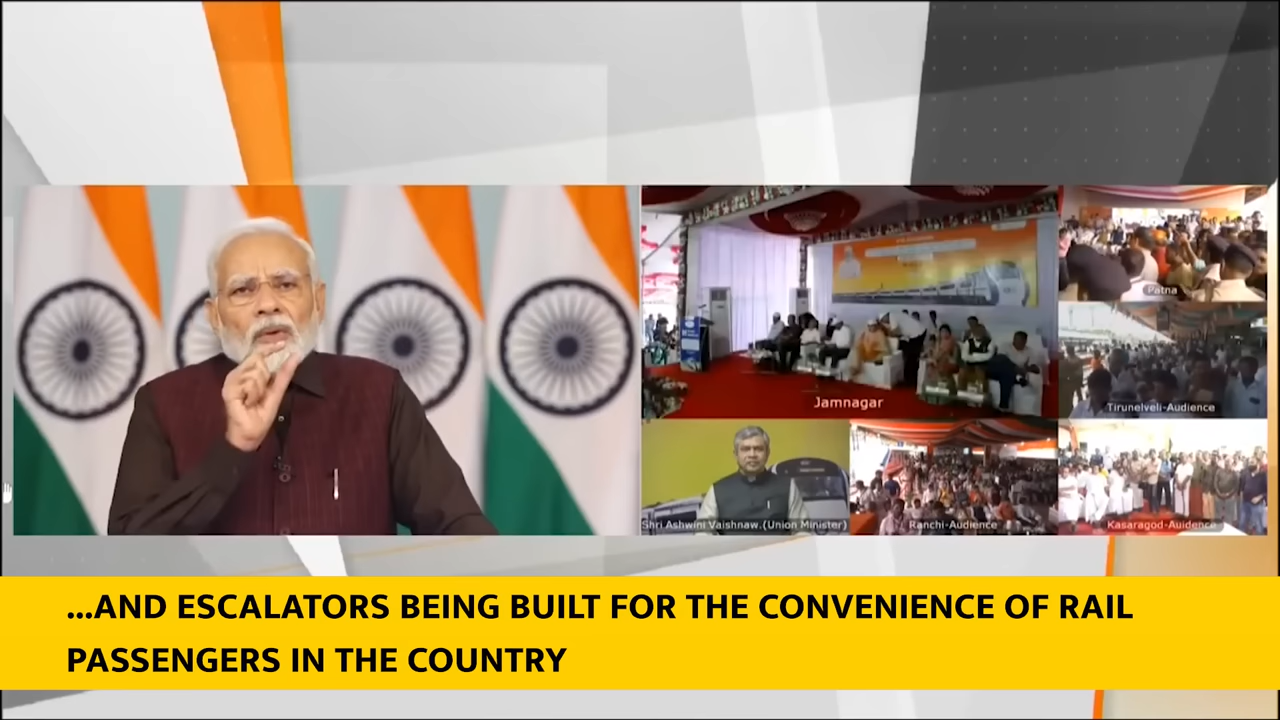 Jamnagar
Patna
Tirunelveli-Audience
Shri Ashwini Vaishnaw.(Union Minister)
Ranchi-Audience
Kasaragod-Auidence
...AND ESCALATORS BEING BUILT FOR THE CONVENIENCE OF RAIL
PASSENGERS IN THE COUNTRY